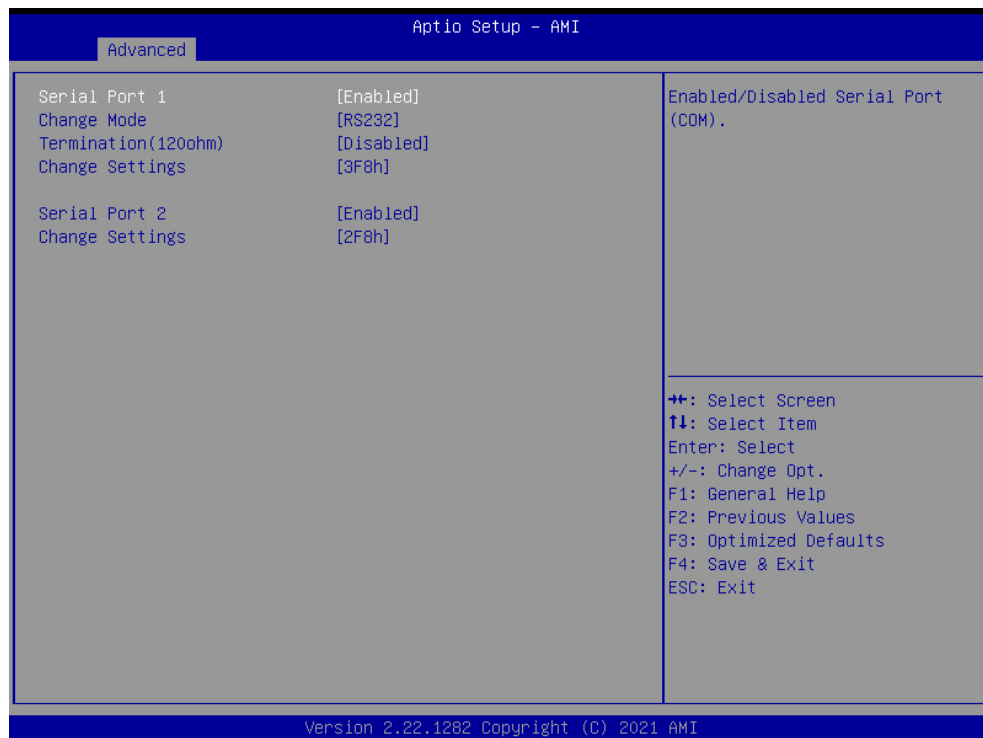 Aptio Setup – AMI
Advanced
Serial Port 1 [Enabled]
Change Mode [RS232]
Termination(120ohm) [Disabled]
Change Settings [3F8h]
Serial Port 2 [Enabled]
Change Settings [2F8h]
Enabled/Disabled Serial Port
(COM).
→←: Select Screen
↑↓: Select Item
Enter: Select
+/-: Change Opt.
F1: General Help
F2: Previous Values
F3: Optimized Defaults
F4: Save & Exit
ESC: Exit
Version 2.22.1282 Copyright (C) 2021 AMI